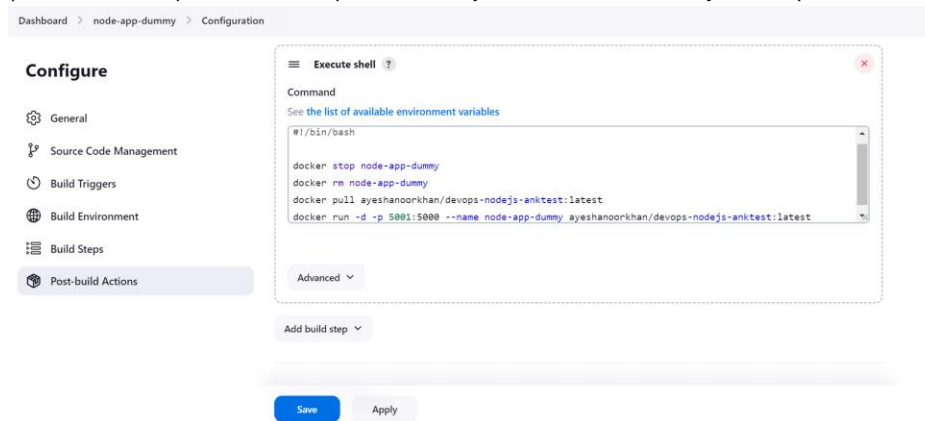 Dashboard > node-app-dummy > Configuration
Configure
General
Source Code Management
Build Triggers
Build Environment
Build Steps
Post-build Actions
Execute shell ?
Command
See the list of available environment variables
#!/bin/bash
docker stop node-app-dummy
docker rm node-app-dummy
docker pull ayeshanoorkhan/devops-nodejs-anktest:latest
docker run -d -p 5001:5000 --name node-app-dummy ayeshanoorkhan/devops-nodejs-anktest:latest
Advanced
Add build step
Save Apply